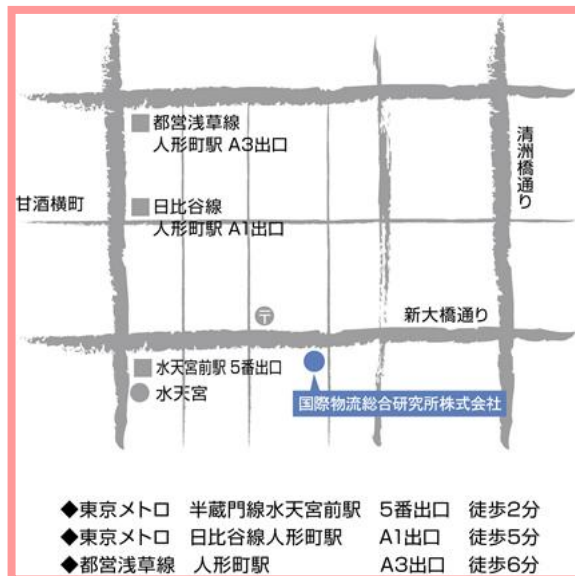 都営浅草線
人形町駅 A3出口
清洲橋通り
甘酒横町
日比谷線
人形町駅 A1出口
〒
新大橋通り
水天宮前駅 5番出口
水天宮
国際物流総合研究所株式会社
◆東京メトロ 半蔵門線水天宮前駅 5番出口 徒歩2分
◆東京メトロ 日比谷線人形町駅 A1出口 徒歩5分
◆都営浅草線 人形町駅 A3出口 徒歩6分